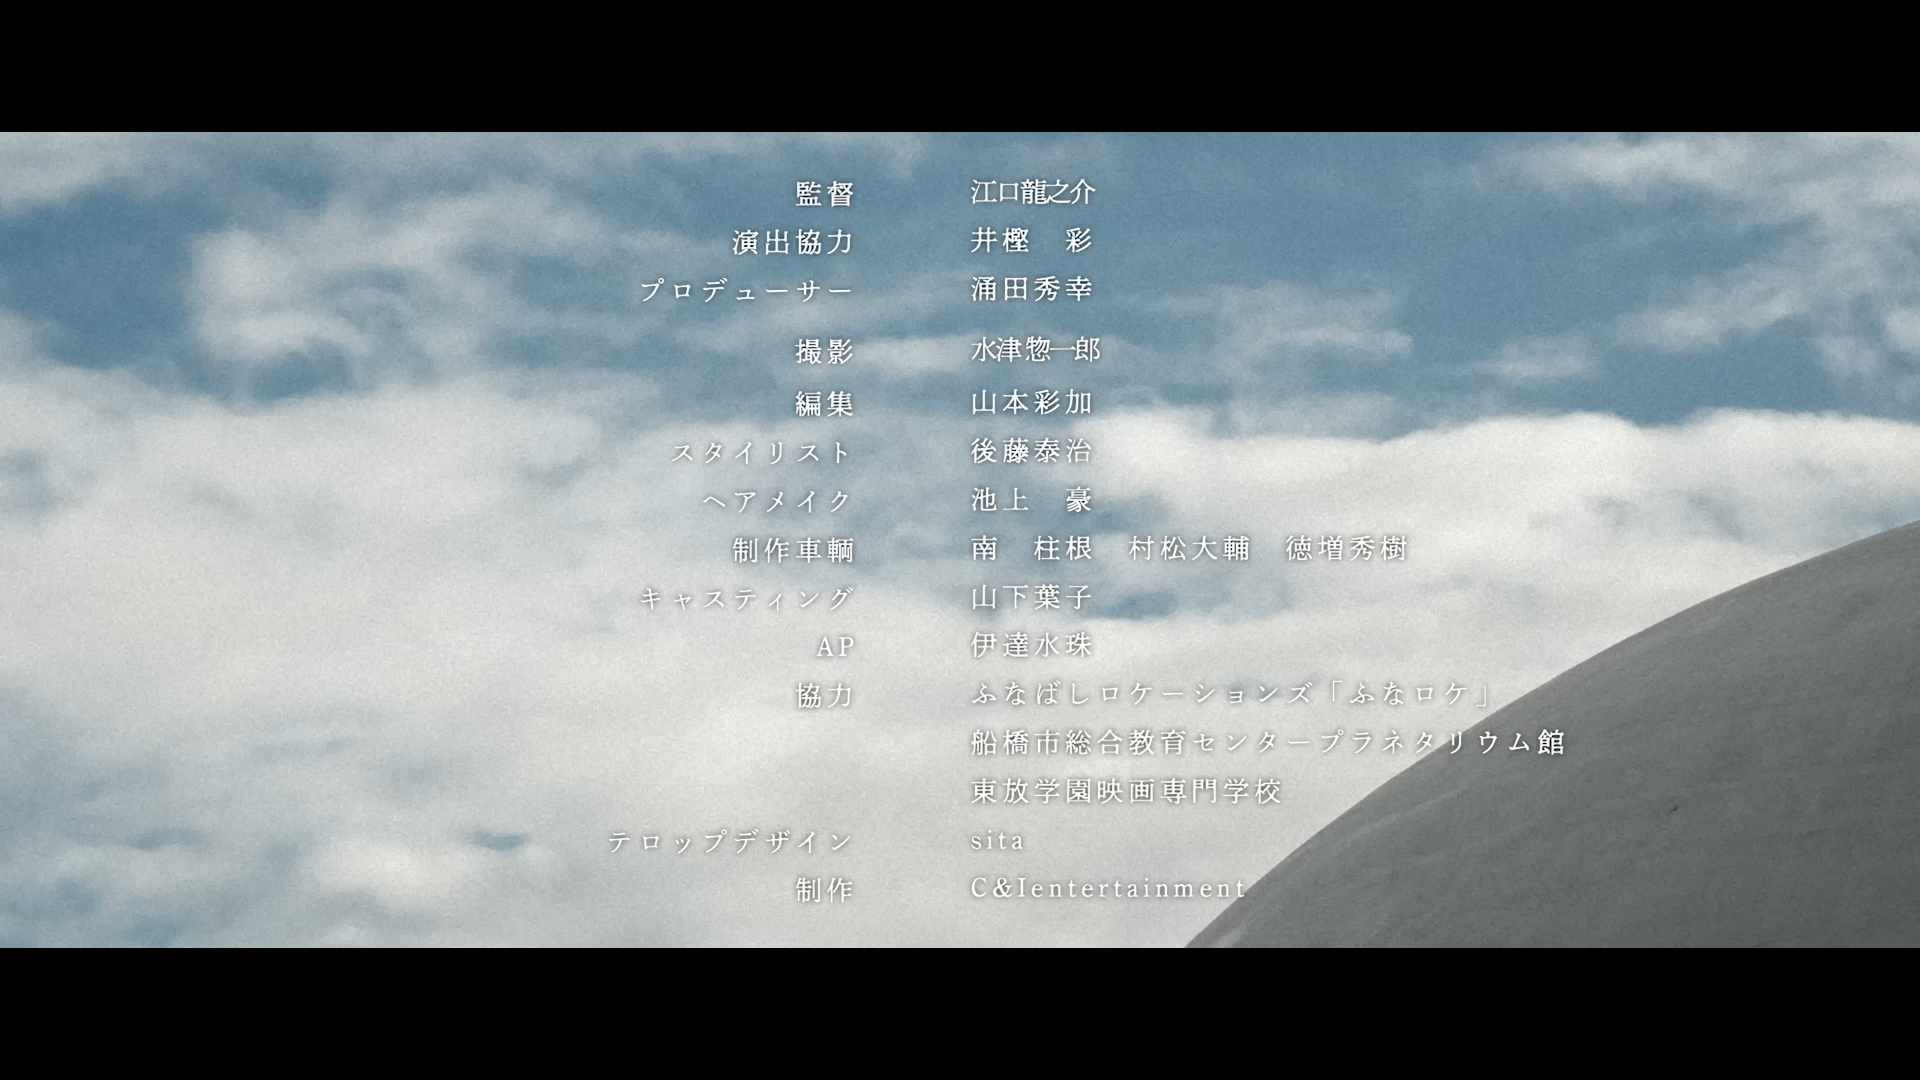 監督 江口龍之介
演出協力 井樫　彩
プロデューサー 涌田秀幸
撮影 水津惣一郎
編集 山本彩加
スタイリスト 後藤泰治
ヘアメイク 池上　豪
制作車輌 南　柱根　村松大輔　徳増秀樹
キャスティング 山下葉子
AP 伊達水珠
協力 ふなばしロケーションズ「ふなロケ」
船橋市総合教育センタープラネタリウム館
東放学園映画専門学校
テロップデザイン sita
制作 C&Ientertainment